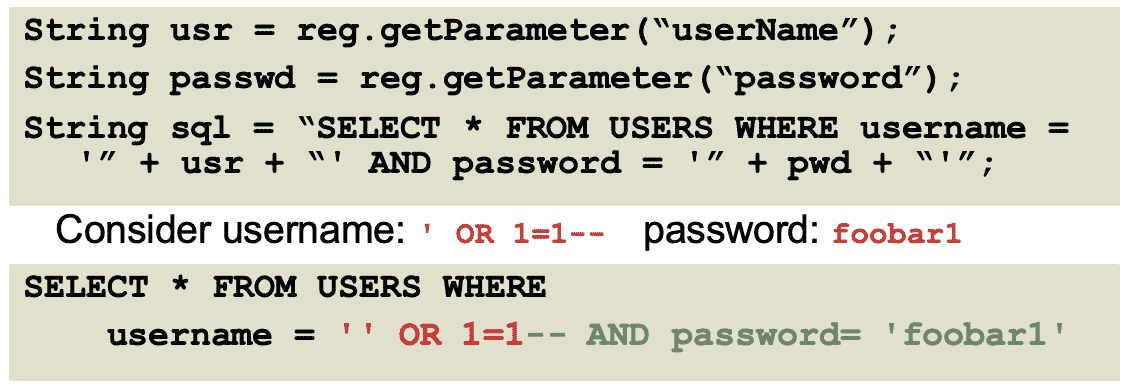 String usr = reg.getParameter(“userName”);
String passwd = reg.getParameter(“password”);
String sql = “SELECT * FROM USERS WHERE username =
'” + usr + “' AND password = '” + pwd + “'”;
Consider username: ' OR 1=1-- password: foobar1
SELECT * FROM USERS WHERE
username = '' OR 1=1-- AND password= 'foobar1'